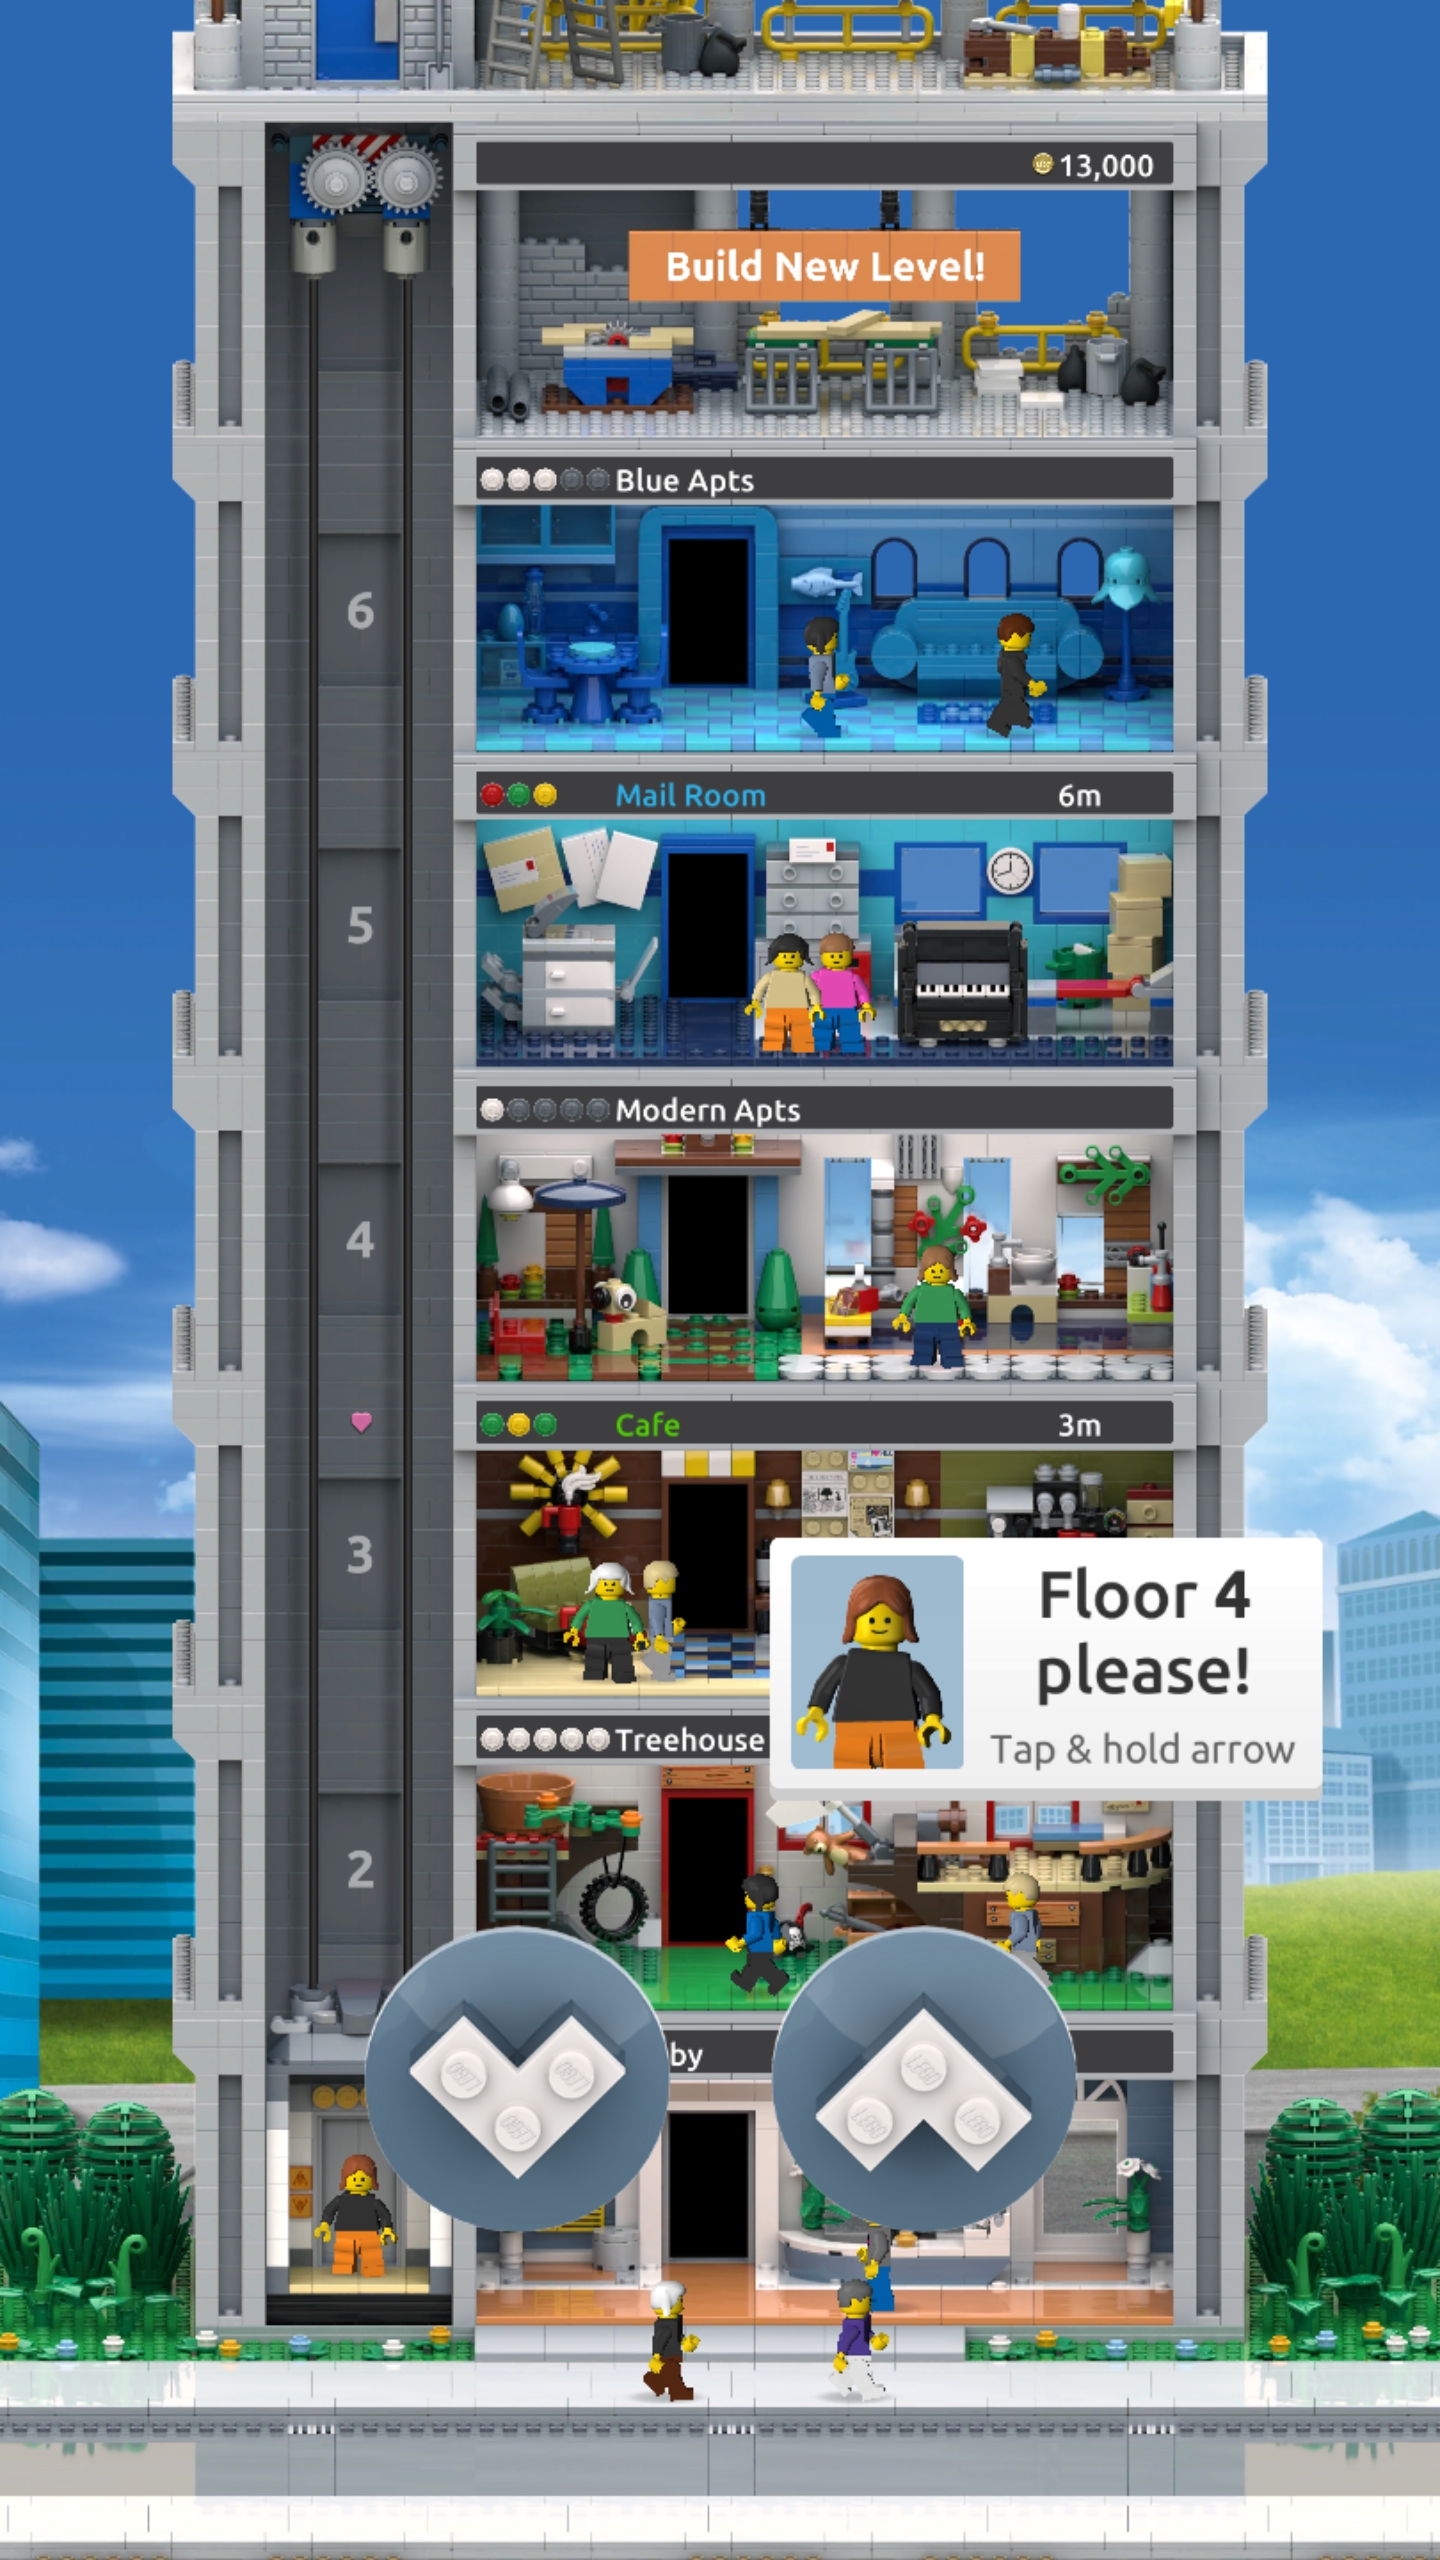 13,000
Build New Level!
Blue Apts
6
Mail Room 6m
5
Modern Apts
4
Cafe 3m
3
Floor 4
please!
Tap & hold arrow
Treehouse
2
by